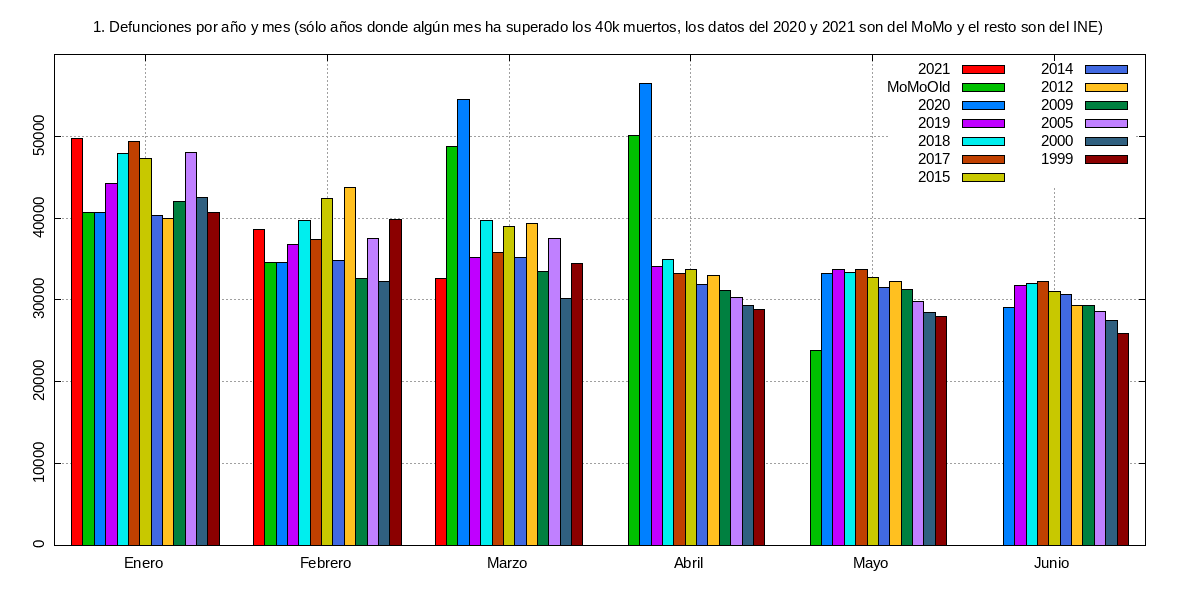 1. Defunciones por año y mes (sólo años donde algún mes ha superado los 40k muertos, los datos del 2020 y 2021 son del MoMo y el resto son del INE)
2021
MoMoOld
2020
2019
2018
2017
2015
2014
2012
2009
2005
2000
1999
50000
40000
30000
20000
10000
0
Enero
Febrero
Marzo
Abril
Mayo
Junio